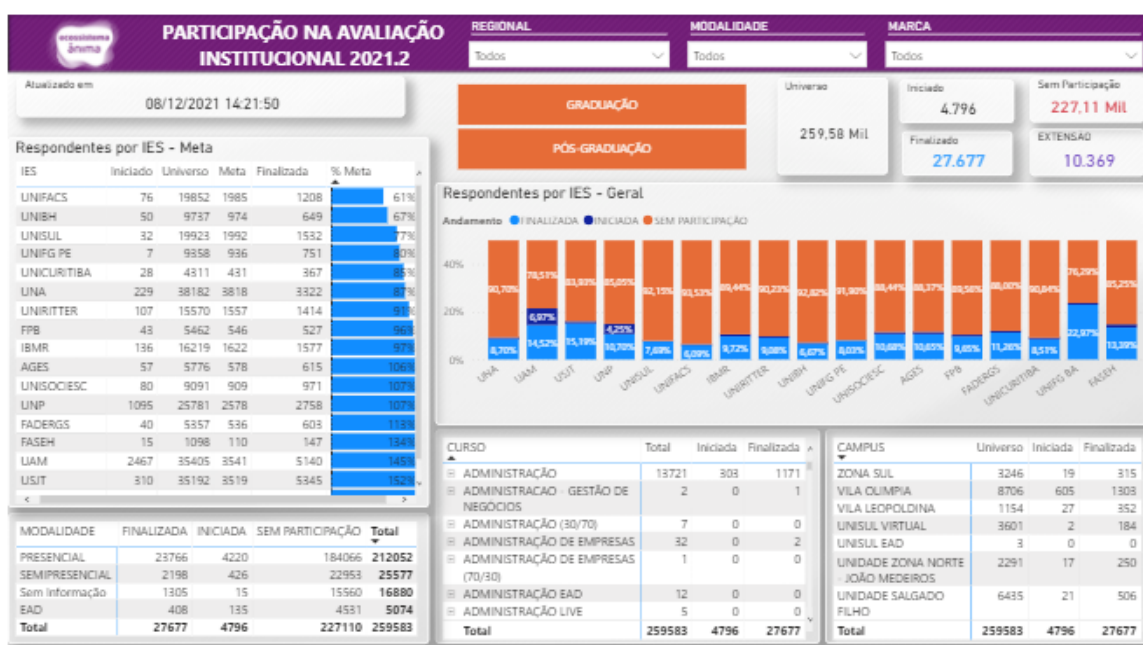 ecossistema
ânima
PARTICIPAÇÃO NA AVALIAÇÃO
INSTITUCIONAL 2021.2
REGIONAL
Todos
MODALIDADE
Todos
MARCA
Todos
Atualizado em
08/12/2021 14:21:50
GRADUAÇÃO
PÓS-GRADUAÇÃO
Universo
259,58 Mil
Iniciado
4.796
Finalizado
27.677
Sem Participação
227,11 Mil
EXTENSAO
10.369
Respondentes por IES - Meta
IES Iniciado Universo Meta Finalizada % Meta
UNIFACS 76 19852 1985 1208 61%
UNIBH 50 9737 974 649 67%
UNISUL 32 19923 1992 1532 77%
UNIFG PE 7 9358 936 751 80%
UNICURITIBA 28 4311 431 367 85%
UNA 229 38182 3818 3322 87%
UNIRITTER 107 15570 1557 1414 91%
FPB 43 5462 546 527 96%
IBMR 136 16219 1622 1577 97%
AGES 57 5776 578 615 106%
UNISOCIESC 80 9091 909 971 107%
UNP 1095 25781 2578 2758 107%
FADERGS 40 5357 536 603 113%
FASEH 15 1098 110 147 134%
UAM 2467 35405 3541 5140 145%
USJT 310 35192 3519 5345 152%
Respondentes por IES - Geral
Andamento FINALIZADA INICIADA SEM PARTICIPAÇÃO
40%
20%
0%
90,70% 78,51% 83,93% 85,05% 92,15% 93,53% 89,44% 90,23% 92,82% 91,90% 88,44% 88,37% 89,56% 88,00% 90,84% 76,29% 85,25%
6,97% 4,25%
8,70% 14,52% 15,19% 10,70% 7,69% 6,09% 9,72% 9,08% 6,67% 8,03% 10,68% 10,65% 9,65% 11,26% 8,51% 22,97% 13,39%
UNA UAM USJT UNP UNISUL UNIFACS IBMR UNIRITTER UNIBH UNIFG PE UNISOCIESC AGES FPB FADERGS UNICURITIBA UNIFG BA FASEH
MODALIDADE FINALIZADA INICIADA SEM PARTICIPAÇÃO Total
PRESENCIAL 23766 4220 184066 212052
SEMIPRESENCIAL 2198 426 22953 25577
Sem Informação 1305 15 15560 16880
EAD 408 135 4531 5074
Total 27677 4796 227110 259583
CURSO Total Iniciada Finalizada
ADMINISTRAÇÃO 13721 303 1171
ADMINISTRACAO - GESTÃO DE
NEGÓCIOS 2 0 1
ADMINISTRAÇÃO (30/70) 7 0 0
ADMINISTRAÇÃO DE EMPRESAS 32 0 2
ADMINISTRAÇÃO DE EMPRESAS
(70/30) 1 0 0
ADMINISTRAÇÃO EAD 12 0 0
ADMINISTRAÇÃO LIVE 5 0 0
Total 259583 4796 27677
CAMPUS Universo Iniciada Finalizada
ZONA SUL 3246 19 315
VILA OLIMPIA 8706 605 1303
VILA LEOPOLDINA 1154 27 352
UNISUL VIRTUAL 3601 2 184
UNISUL EAD 3 0 0
UNIDADE ZONA NORTE
- JOÃO MEDEIROS 2291 17 250
UNIDADE SALGADO
FILHO 6435 21 506
Total 259583 4796 27677